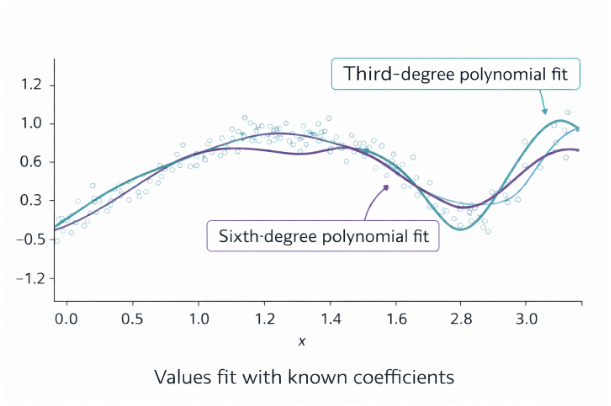 Third-degree polynomial fit
1.2
1.0
0.6
0.3
−0.5
−1.2
Sixth-degree polynomial fit
0.0 0.5 1.0 1.2 1.4 1.6 2.8 3.0
x
Values fit with known coefficients